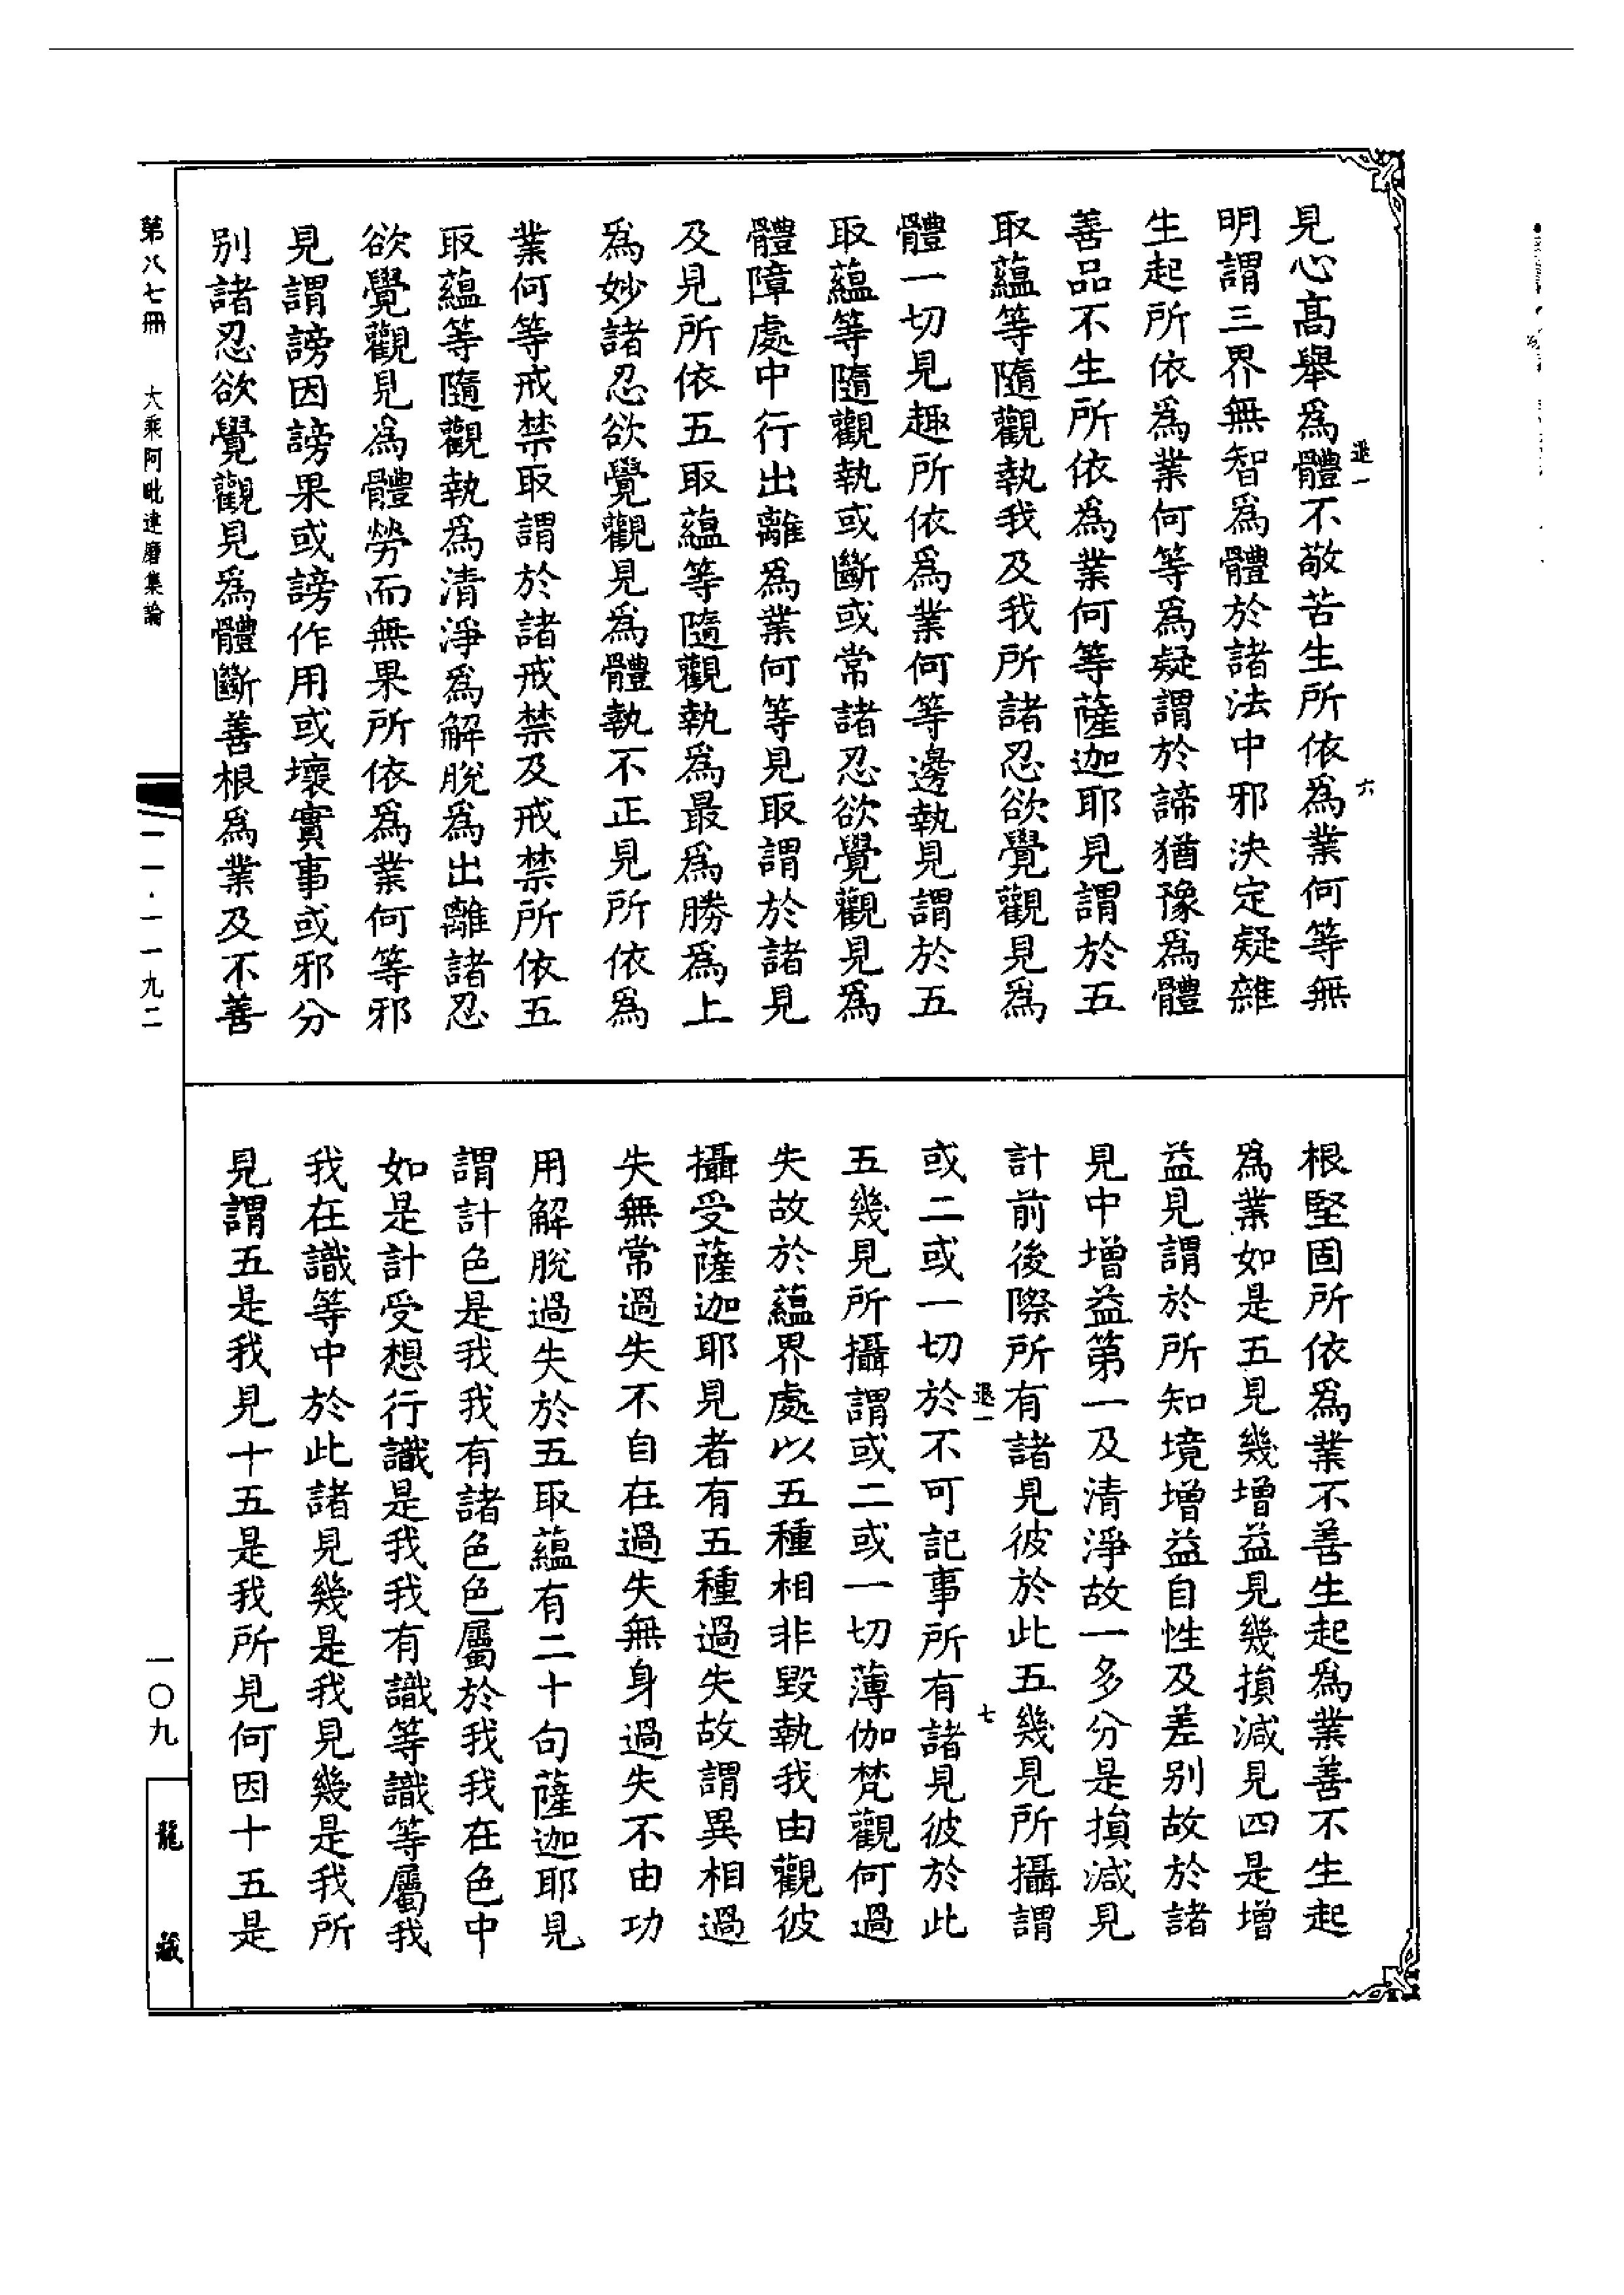 見心髙舉爲體不敬苦生所依爲業何等無
明謂三界無智爲體於諸法中邪決定疑雜
生起所依爲業何等爲疑謂於諦猶豫爲體
善品不生所依爲業何等薩迦耶見謂於五
取蘊等隨觀執我及我所諸忍欲覺觀見爲
體一切見趣所依爲業何等邊執見謂於五
取蘊等隨觀執或斷或常諸忍欲覺觀見爲
體障處中行出離爲業何等見取謂於諸見
及見所依五取蘊等隨觀執爲最爲勝爲上
爲妙諸忍欲覺觀見爲體執不正見所依爲
業何等戒禁取謂於諸戒禁及戒禁所依五
取蘊等隨觀執爲清淨爲解脫爲出離諸忍
欲覺觀見爲體勞而無果所依爲業何等邪
見謂謗因謗果或謗作用或壞實事或邪分
别諸忍欲覺觀見爲體斷善根爲業及不善
根堅固所依爲業不善生起爲業善不生起
爲業如是五見幾增益見幾損減見四是增
益見謂於所知境增益自性及差别故於諸
見中增益第一及清淨故一多分是損減見
計前後際所有諸見彼於此五幾見所攝謂
或二或一切於不可記事所有諸見彼於此
五幾見所攝謂或二或一切薄伽梵觀何過
失故於蘊界處以五種相非毀執我由觀彼
攝受薩迦耶見者有五種過失故謂異相過
失無常過失不自在過失無身過失不由功
用解脫過失於五取蘊有二十句薩迦耶見
謂計色是我我有諸色色屬於我我在色中
如是計受想行識是我我有識等識等屬我
我在識等中於此諸見幾是我見幾是我所
見謂五是我見十五是我所見何因十五是
退一
六
退一
七
第八七冊
大乘阿毗達磨集論
一一·一一九二
一〇九
龍藏